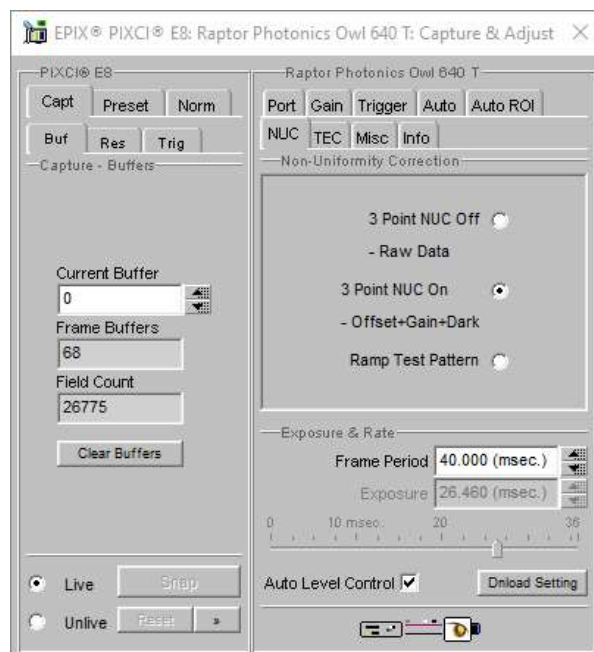 EPIX® PIXCI® E8: Raptor Photonics Owl 640 T: Capture & Adjust
PIXCI® E8
Capt Preset Norm
Buf Res Trig
Capture - Buffers
Current Buffer
0
Frame Buffers
68
Field Count
26775
Clear Buffers
Live Snap
Unlive Reset »
Raptor Photonics Owl 640 T
Port Gain Trigger Auto Auto ROI
NUC TEC Misc Info
Non-Uniformity Correction
3 Point NUC Off
- Raw Data
3 Point NUC On
- Offset+Gain+Dark
Ramp Test Pattern
Exposure & Rate
Frame Period 40.000 (msec.)
Exposure 26.460 (msec.)
0 10 msec. 20 36
Auto Level Control Dnload Setting